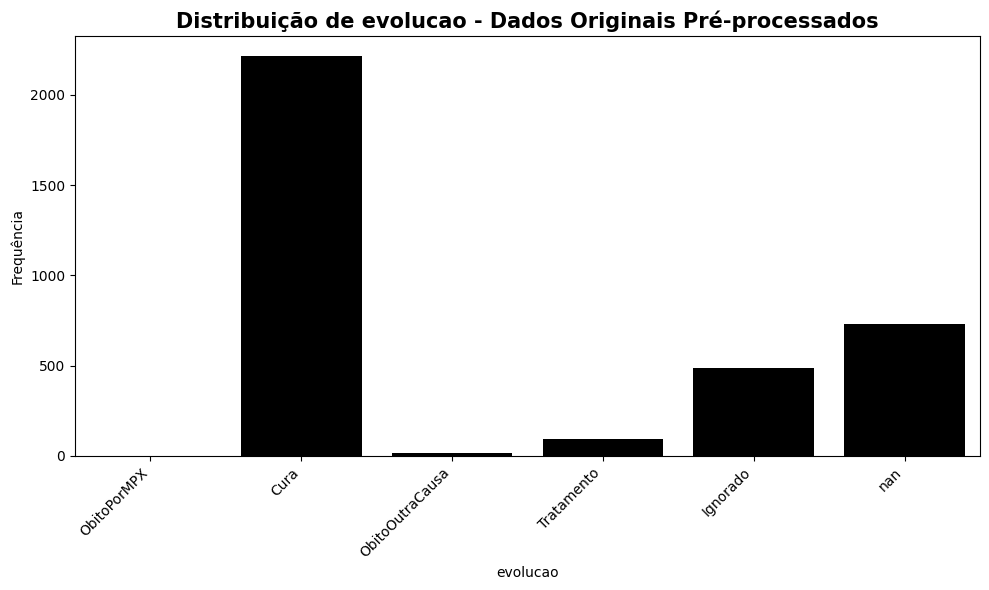 Distribuição de evolucao - Dados Originais Pré-processados
Frequência
2000
1500
1000
500
0
ObitoPorMPX
Cura
ObitoOutraCausa
Tratamento
Ignorado
nan
evolucao